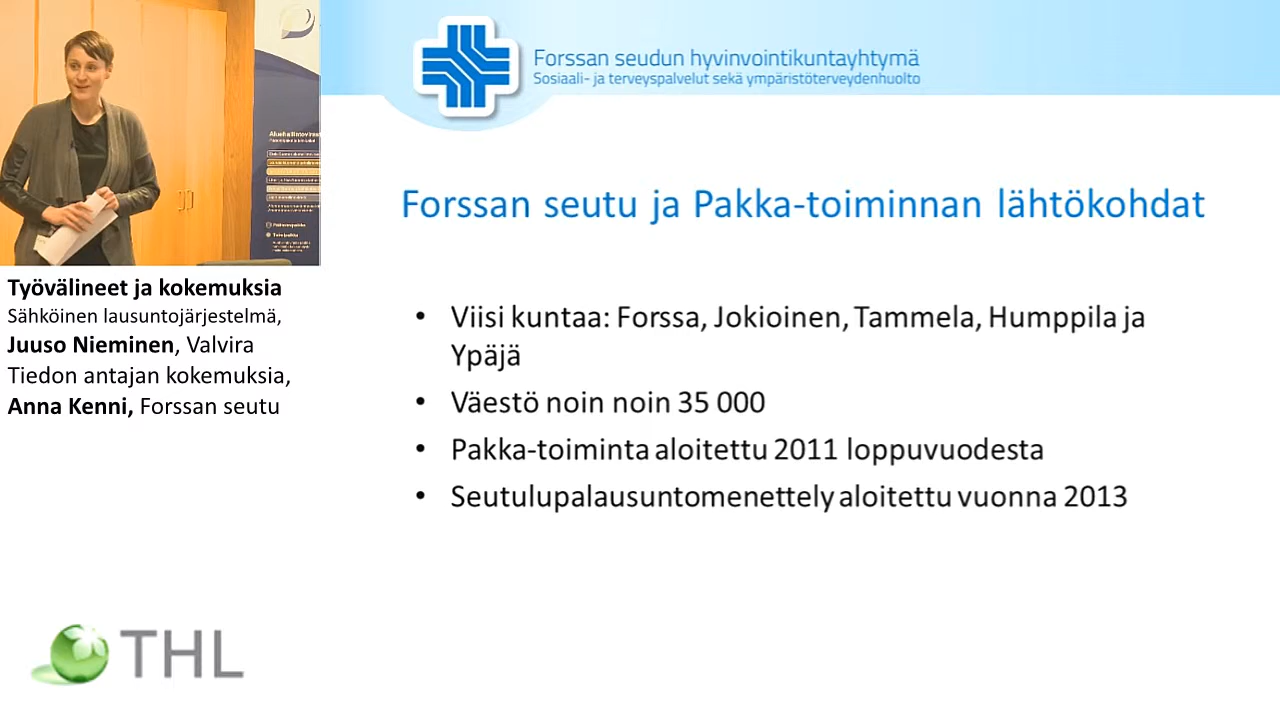 Forssan seudun hyvinvointikuntayhtymä
Sosiaali- ja terveyspalvelut sekä ympäristöterveydenhuolto
Forssan seutu ja Pakka-toiminnan lähtökohdat
• Viisi kuntaa: Forssa, Jokioinen, Tammela, Humppila ja
Ypäjä
• Väestö noin noin 35 000
• Pakka-toiminta aloitettu 2011 loppuvuodesta
• Seutulupalausuntomenettely aloitettu vuonna 2013
Työvälineet ja kokemuksia
Sähköinen lausuntojärjestelmä,
Juuso Nieminen, Valvira
Tiedon antajan kokemuksia,
Anna Kenni, Forssan seutu
THL